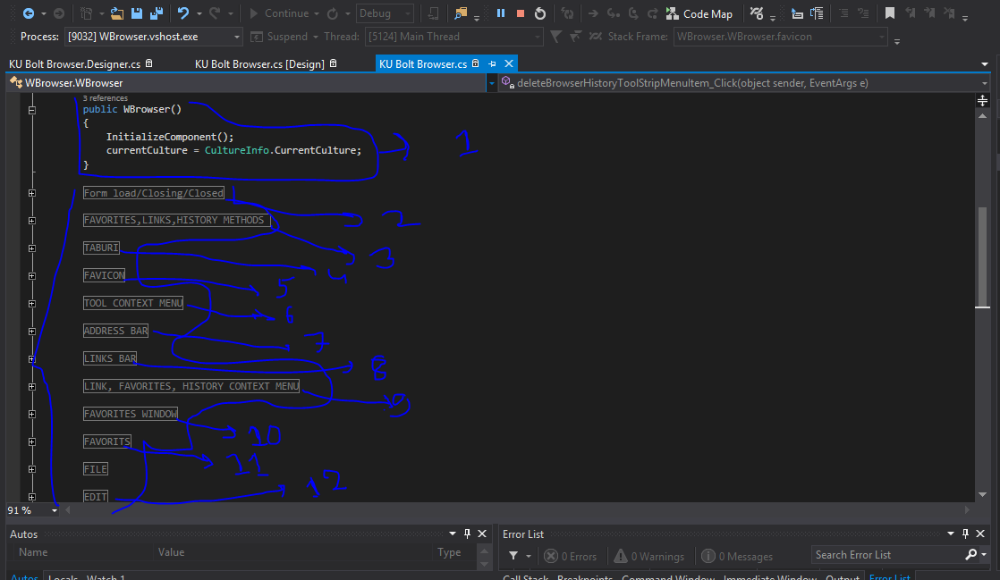 Continue Debug Code Map
Process: [9032] WBrowser.vshost.exe Suspend Thread: [5124] Main Thread Stack Frame: WBrowser.WBrowser.favicon
KU Bolt Browser.Designer.cs KU Bolt Browser.cs [Design] KU Bolt Browser.cs
WBrowser.WBrowser deleteBrowserHistoryToolStripMenuItem_Click(object sender, EventArgs e)
3 references
public WBrowser()
{
InitializeComponent();
currentCulture = CultureInfo.CurrentCulture;
}
1
Form load/Closing/Closed
2
FAVORITES,LINKS,HISTORY METHODS
3
TABURI
4
FAVICON
5
TOOL CONTEXT MENU
6
ADDRESS BAR
7
LINKS BAR
8
LINK, FAVORITES, HISTORY CONTEXT MENU
9
FAVORITES WINDOW
10
FAVORITS
11
FILE
EDIT
12
91 %
Autos Error List
Name Value Type 0 Errors 0 Warnings 0 Messages Search Error List
Autos Locals Watch 1 Call Stack Breakpoints Command Window Immediate Window Output Error List